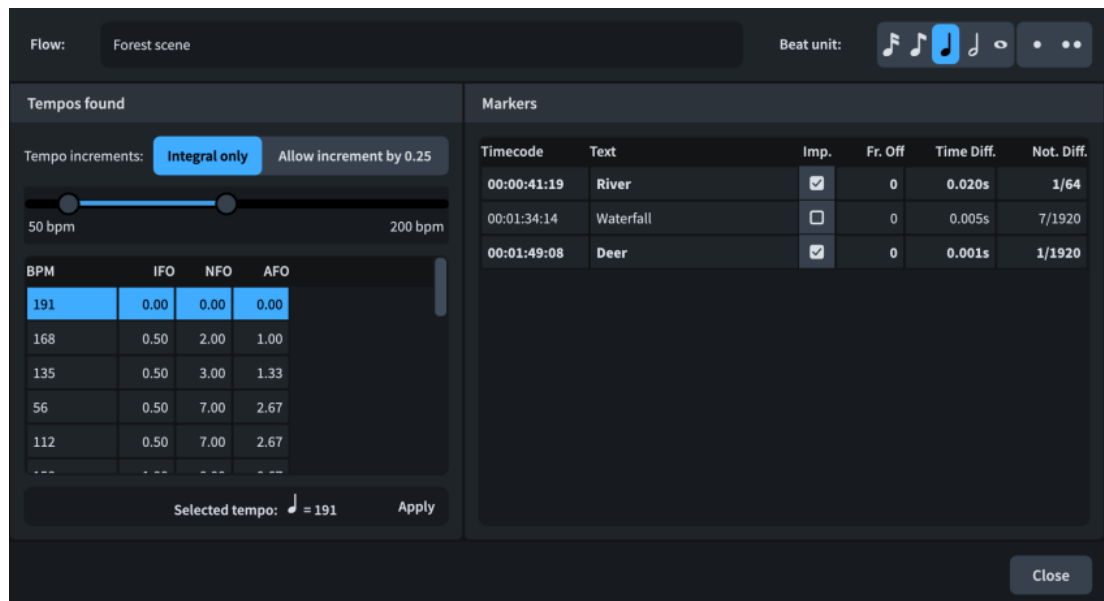 Flow: Forest scene Beat unit:
Tempos found
Tempo increments: Integral only Allow increment by 0.25
50 bpm 200 bpm
BPM IFO NFO AFO
191 0.00 0.00 0.00
168 0.50 2.00 1.00
135 0.50 3.00 1.33
56 0.50 7.00 2.67
112 0.50 7.00 2.67
Selected tempo: = 191 Apply
Markers
Timecode Text Imp. Fr. Off Time Diff. Not. Diff.
00:00:41:19 River 0 0.020s 1/64
00:01:34:14 Waterfall 0 0.005s 7/1920
00:01:49:08 Deer 0 0.001s 1/1920
Close